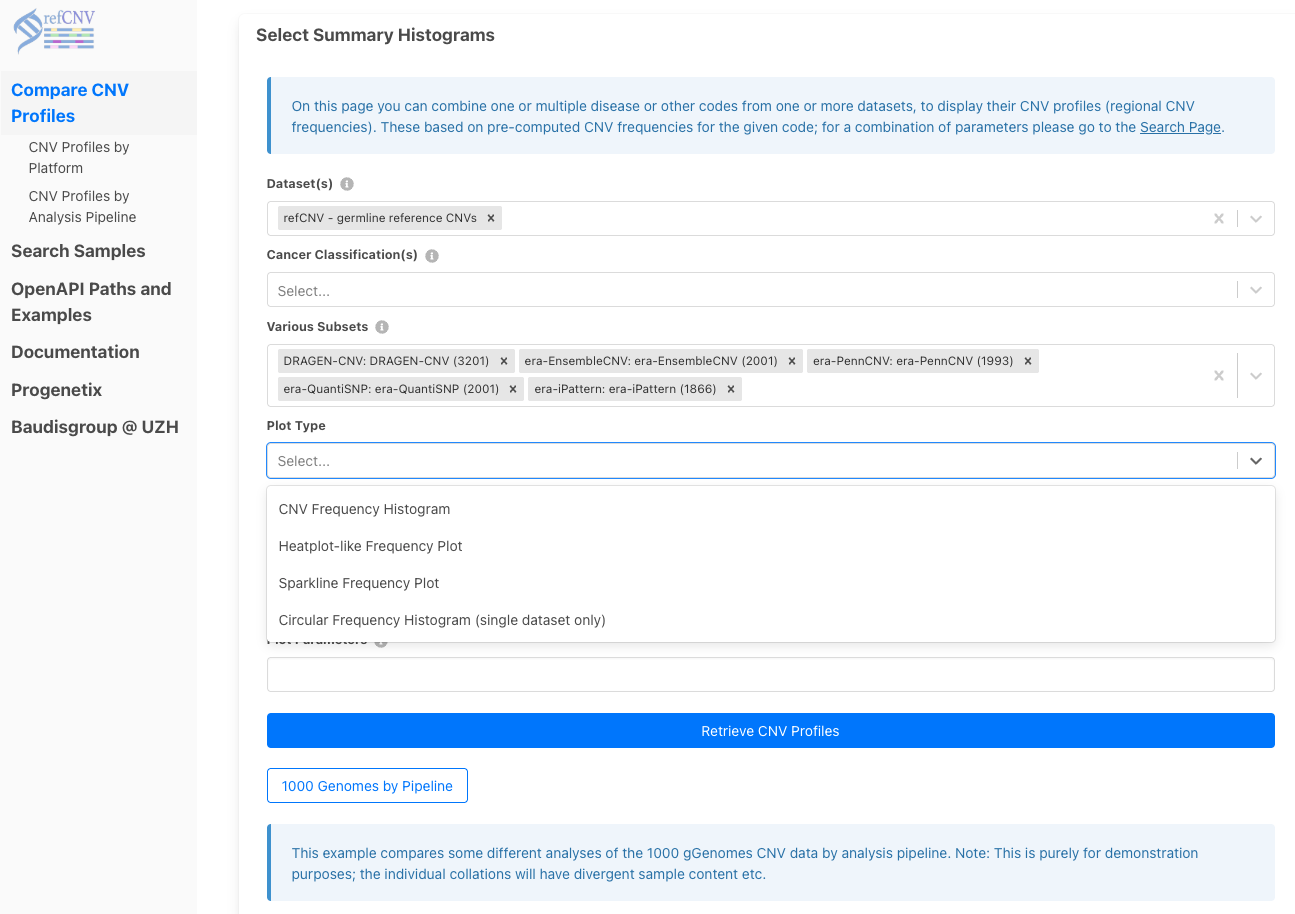 refCNV
Select Summary Histograms
Compare CNV
Profiles
CNV Profiles by
Platform
CNV Profiles by
Analysis Pipeline
Search Samples
OpenAPI Paths and
Examples
Documentation
Progenetix
Baudisgroup @ UZH
On this page you can combine one or multiple disease or other codes from one or more datasets, to display their CNV profiles (regional CNV
frequencies). These based on pre-computed CNV frequencies for the given code; for a combination of parameters please go to the Search Page.
Dataset(s)
refCNV - germline reference CNVs ×
Cancer Classification(s)
Select...
Various Subsets
DRAGEN-CNV: DRAGEN-CNV (3201) × era-EnsembleCNV: era-EnsembleCNV (2001) × era-PennCNV: era-PennCNV (1993) ×
era-QuantiSNP: era-QuantiSNP (2001) × era-iPattern: era-iPattern (1866) ×
Plot Type
Select...
CNV Frequency Histogram
Heatplot-like Frequency Plot
Sparkline Frequency Plot
Circular Frequency Histogram (single dataset only)
Plot Parameters
Retrieve CNV Profiles
1000 Genomes by Pipeline
This example compares some different analyses of the 1000 gGenomes CNV data by analysis pipeline. Note: This is purely for demonstration
purposes; the individual collations will have divergent sample content etc.